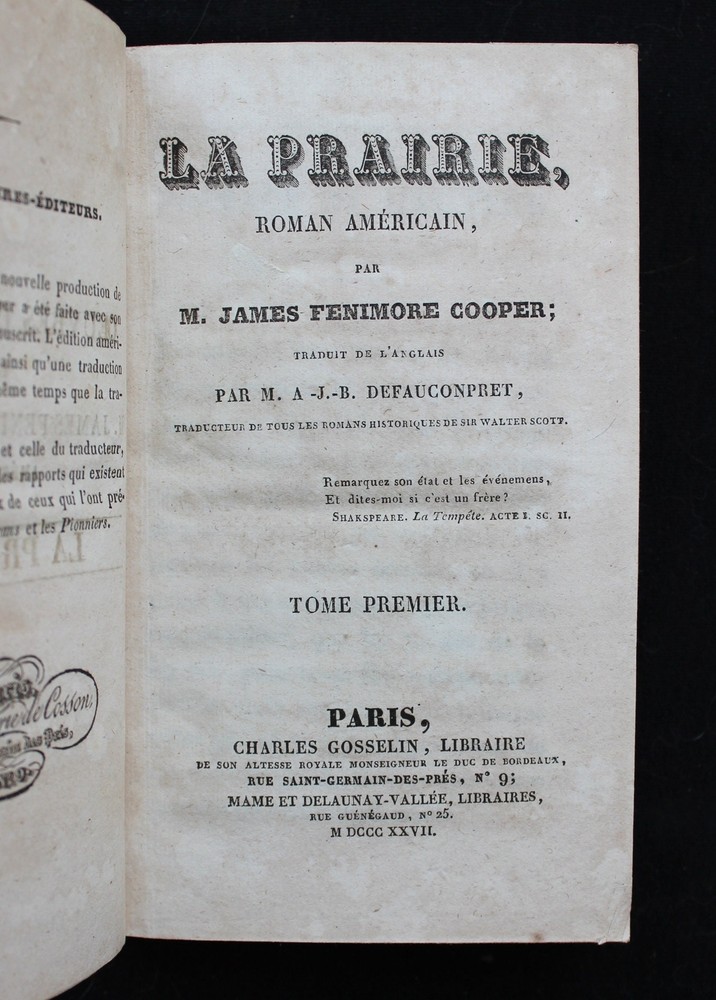 RES-ÉDITEURS.
nouvelle production de
a été faite avec son
L'édition améri-
ainsi qu'une traduction
ême temps que la tra-
et celle du traducteur,
les rapports qui existent
de ceux qui l'ont pré-
et les Pionniers.
de Cosson,
LA PRAIRIE,
ROMAN AMÉRICAIN,
PAR
M. JAMES FENIMORE COOPER;
TRADUIT DE L'ANGLAIS
PAR M. A -J.-B. DEFAUCONPRET,
TRADUCTEUR DE TOUS LES ROMANS HISTORIQUES DE SIR WALTER SCOTT.
Remarquez son état et les événemens,
Et dites-moi si c'est un frère?
SHAKSPEARE. La Tempête. ACTE I. SC. II.
TOME PREMIER.
PARIS,
CHARLES GOSSELIN, LIBRAIRE
DE SON ALTESSE ROYALE MONSEIGNEUR LE DUC DE BORDEAUX,
RUE SAINT-GERMAIN-DES-PRÉS, N° 9;
MAME ET DELAUNAY-VALLÉE, LIBRAIRES,
RUE GUÉNÉGAUD, N° 25.
M DCCC XXVII.